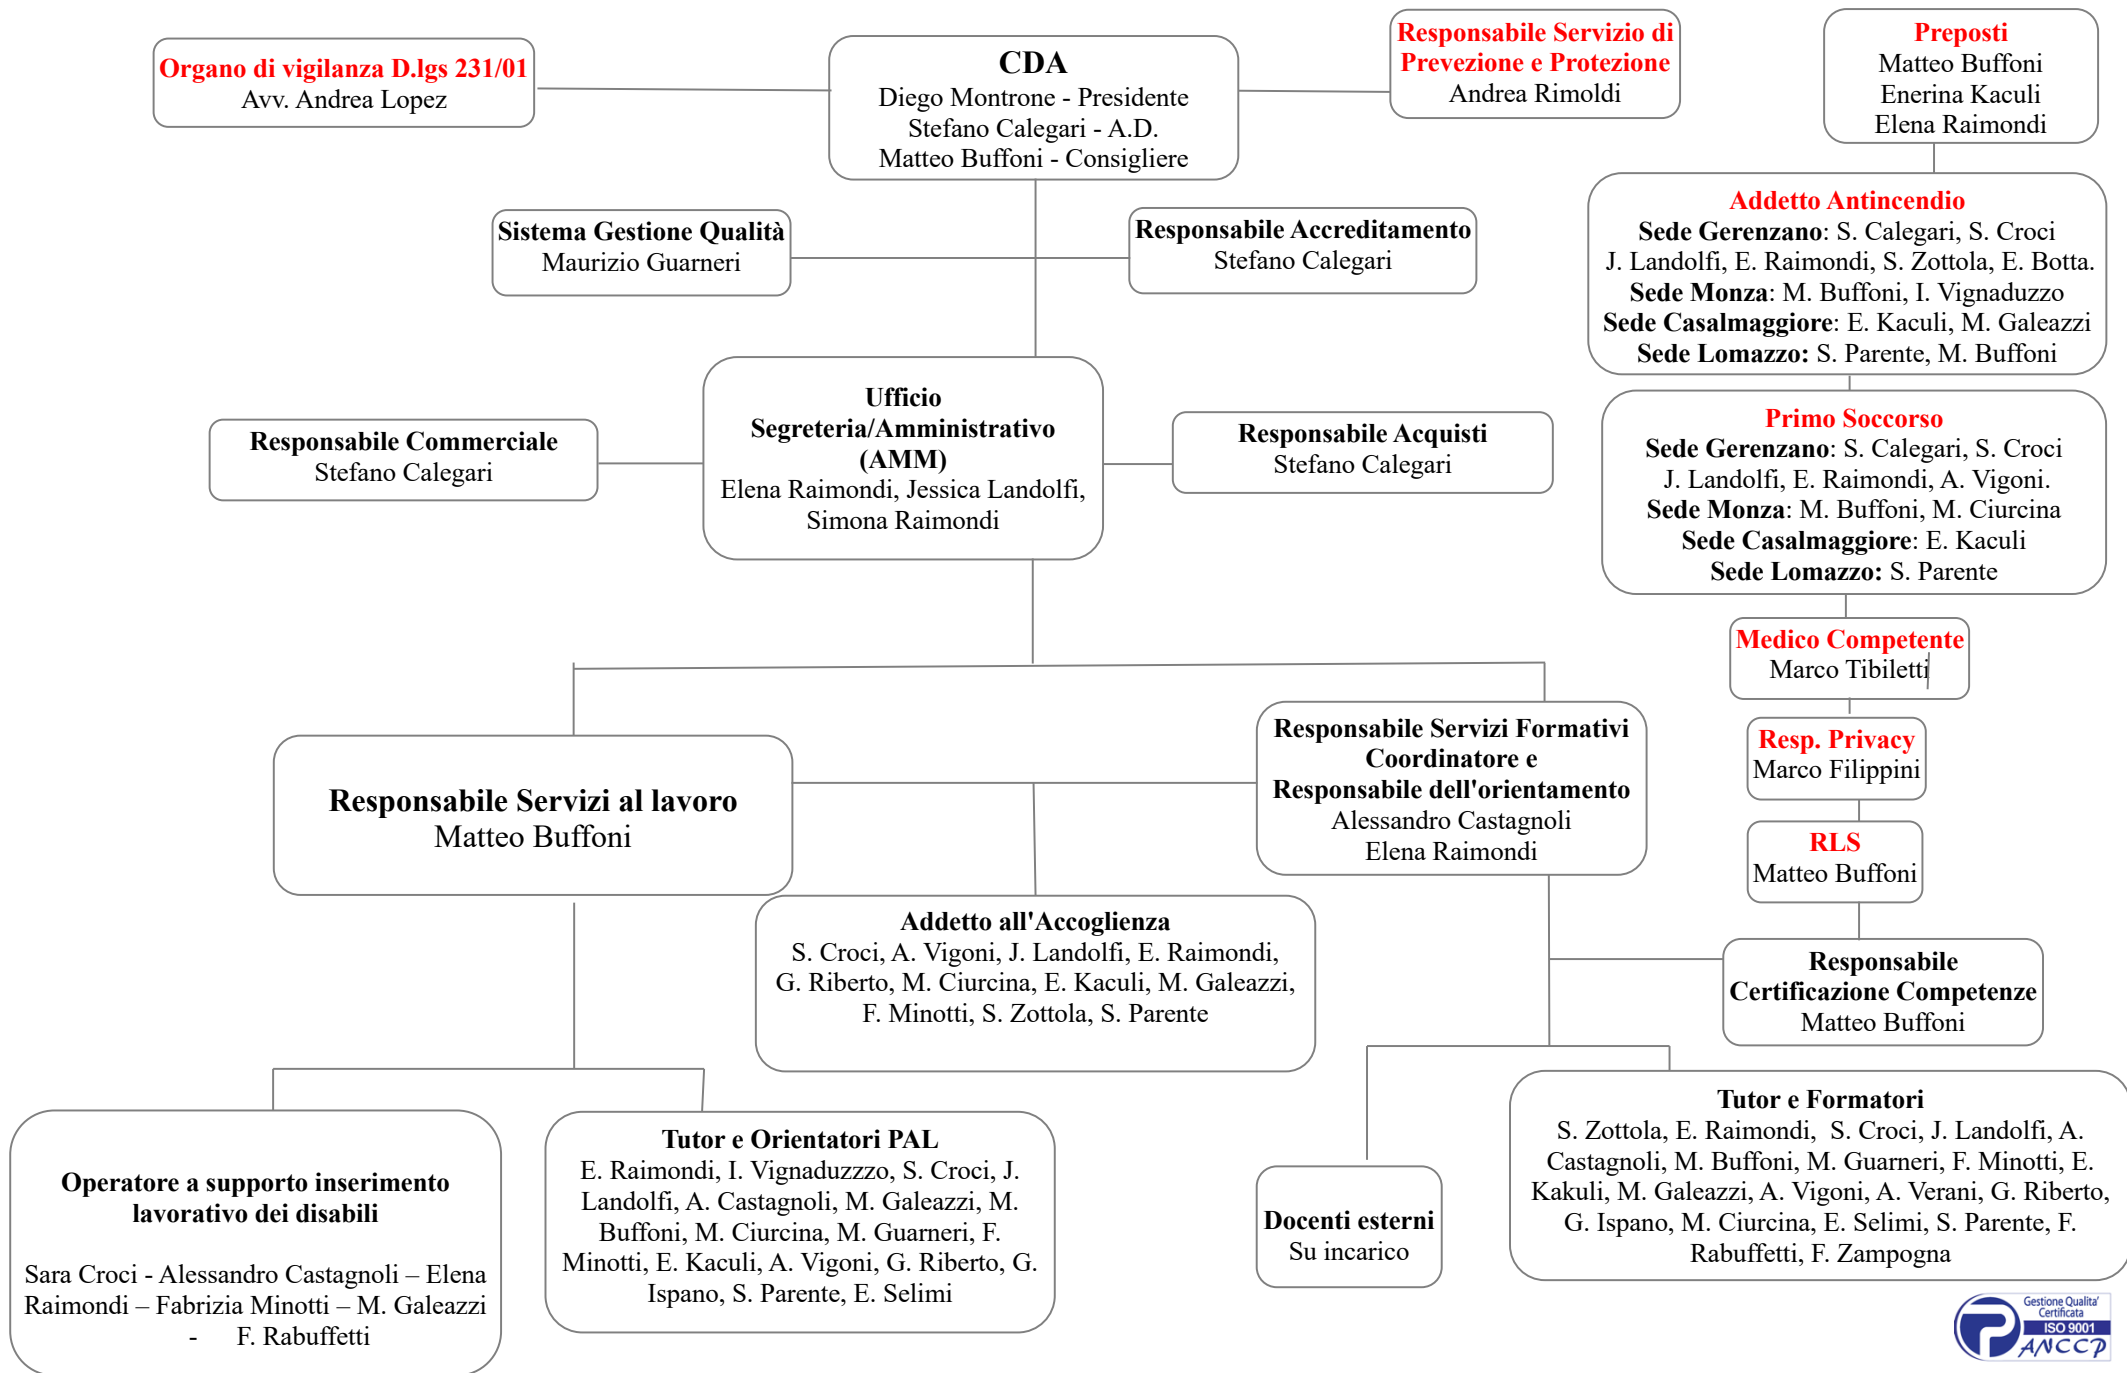 Organo di vigilanza D.lgs 231/01
Avv. Andrea Lopez
CDA
Diego Montrone - Presidente
Stefano Calegari - A.D.
Matteo Buffoni - Consigliere
Responsabile Servizio di
Prevezione e Protezione
Andrea Rimoldi
Preposti
Matteo Buffoni
Enerina Kaculi
Elena Raimondi
Sistema Gestione Qualità
Maurizio Guarneri
Responsabile Accreditamento
Stefano Calegari
Addetto Antincendio
Sede Gerenzano: S. Calegari, S. Croci
J. Landolfi, E. Raimondi, S. Zottola, E. Botta.
Sede Monza: M. Buffoni, I. Vignaduzzo
Sede Casalmaggiore: E. Kaculi, M. Galeazzi
Sede Lomazzo: S. Parente, M. Buffoni
Responsabile Commerciale
Stefano Calegari
Ufficio
Segreteria/Amministrativo
(AMM)
Elena Raimondi, Jessica Landolfi,
Simona Raimondi
Responsabile Acquisti
Stefano Calegari
Primo Soccorso
Sede Gerenzano: S. Calegari, S. Croci
J. Landolfi, E. Raimondi, A. Vigoni.
Sede Monza: M. Buffoni, M. Ciurcina
Sede Casalmaggiore: E. Kaculi
Sede Lomazzo: S. Parente
Medico Competente
Marco Tibiletti
Resp. Privacy
Marco Filippini
RLS
Matteo Buffoni
Responsabile Servizi al lavoro
Matteo Buffoni
Responsabile Servizi Formativi
Coordinatore e
Responsabile dell'orientamento
Alessandro Castagnoli
Elena Raimondi
Addetto all'Accoglienza
S. Croci, A. Vigoni, J. Landolfi, E. Raimondi,
G. Riberto, M. Ciurcina, E. Kaculi, M. Galeazzi,
F. Minotti, S. Zottola, S. Parente
Responsabile
Certificazione Competenze
Matteo Buffoni
Operatore a supporto inserimento
lavorativo dei disabili
Sara Croci - Alessandro Castagnoli – Elena
Raimondi – Fabrizia Minotti – M. Galeazzi
- F. Rabuffetti
Tutor e Orientatori PAL
E. Raimondi, I. Vignaduzzzo, S. Croci, J.
Landolfi, A. Castagnoli, M. Galeazzi, M.
Buffoni, M. Ciurcina, M. Guarneri, F.
Minotti, E. Kaculi, A. Vigoni, G. Riberto, G.
Ispano, S. Parente, E. Selimi
Docenti esterni
Su incarico
Tutor e Formatori
S. Zottola, E. Raimondi, S. Croci, J. Landolfi, A.
Castagnoli, M. Buffoni, M. Guarneri, F. Minotti, E.
Kakuli, M. Galeazzi, A. Vigoni, A. Verani, G. Riberto,
G. Ispano, M. Ciurcina, E. Selimi, S. Parente, F.
Rabuffetti, F. Zampogna
Gestione Qualita'
Certificata
ISO 9001
ANCCP